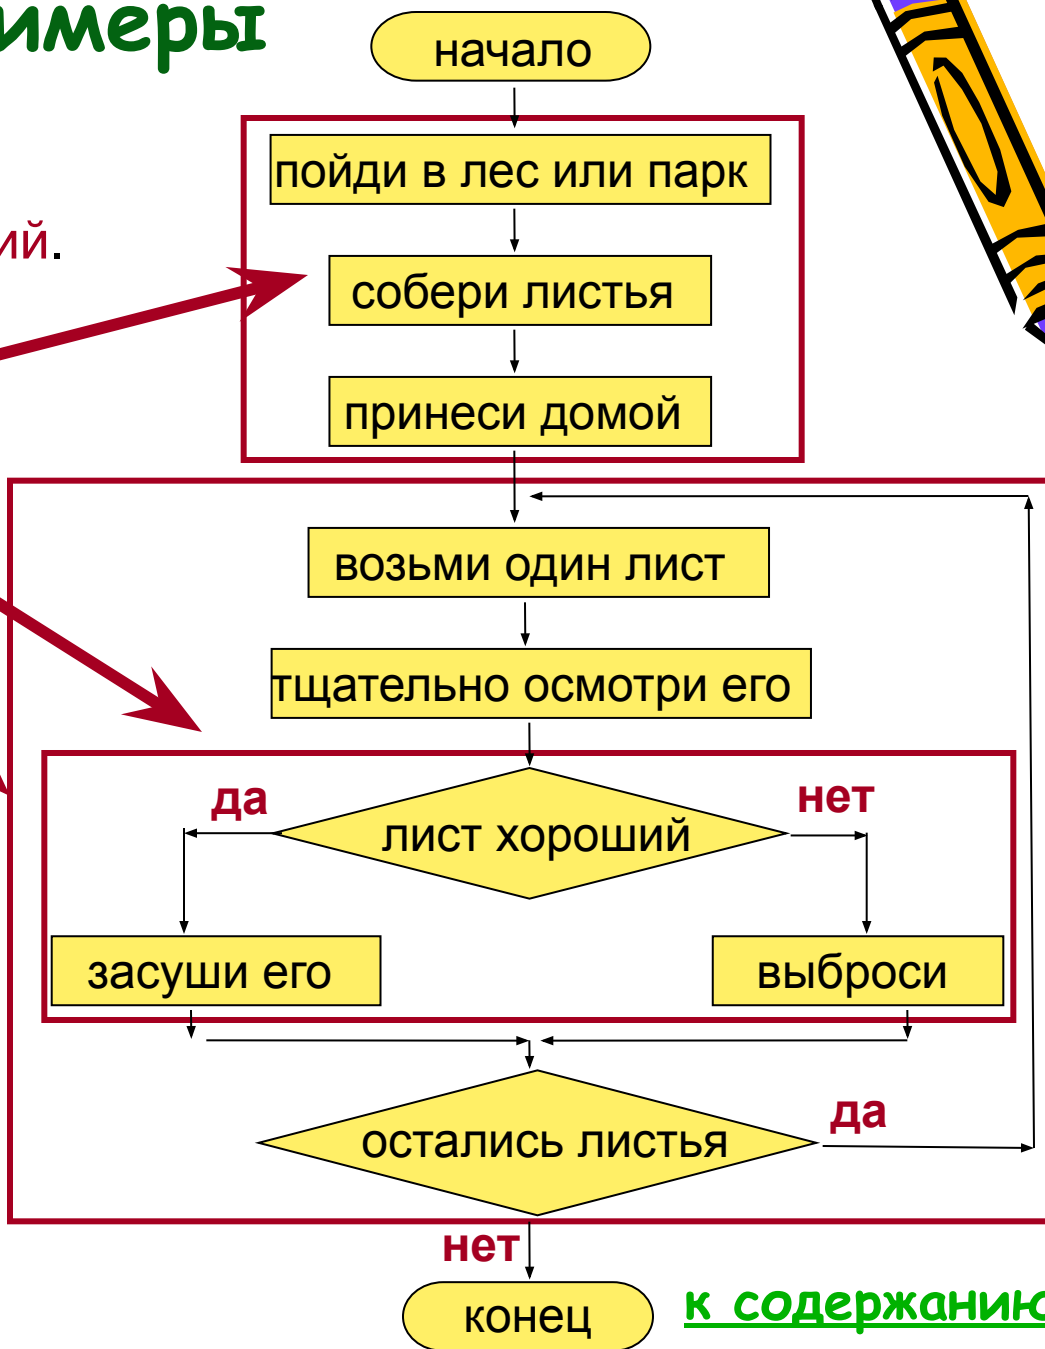 имеры
начало
пойди в лес или парк
ий.
собери листья
принеси домой
возьми один лист
тщательно осмотри его
да
нет
лист хороший
засуши его
выброси
да
остались листья
нет
конец
к содержанию